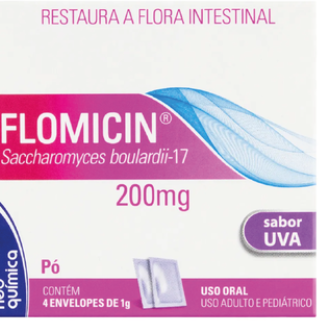 RESTAURA A FLORA INTESTINAL
FLOMICIN®
Saccharomyces boulardii-17
200mg
sabor
UVA
química
Pó
CONTÉM
4 ENVELOPES DE 1g
USO ORAL
USO ADULTO E PEDIÁTRICO